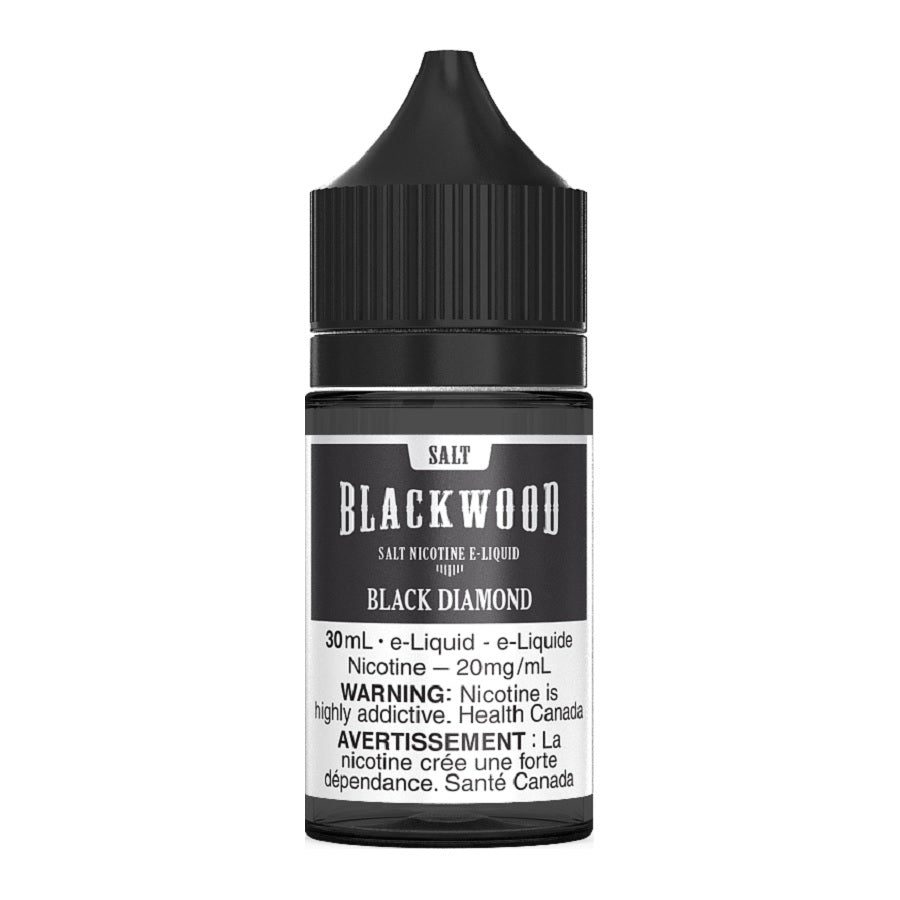 SALT
BLACKWOOD
SALT NICOTINE E-LIQUID
BLACK DIAMOND
30mL • e-Liquid - e-Liquide
Nicotine – 20mg/mL
WARNING: Nicotine is
highly addictive. Health Canada
AVERTISSEMENT : La
nicotine crée une forte
dépendance. Santé Canada